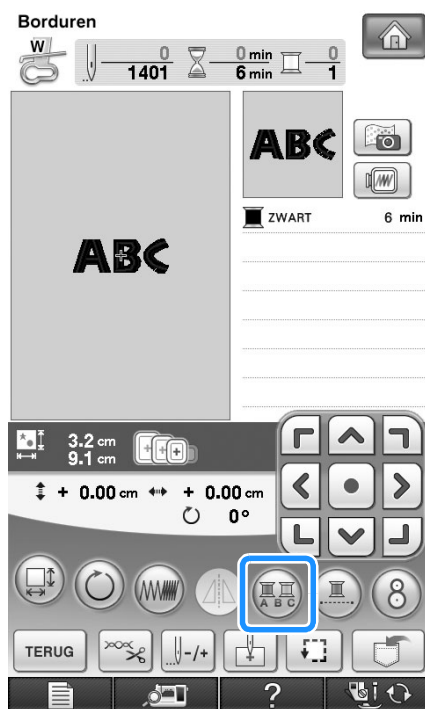 Borduren
W
0
1401
0 min
6 min
0
1
ABC
ABC
ZWART 6 min
3.2 cm
9.1 cm
+ 0.00 cm + 0.00 cm
0°
A B C
8
TERUG
-/+
?